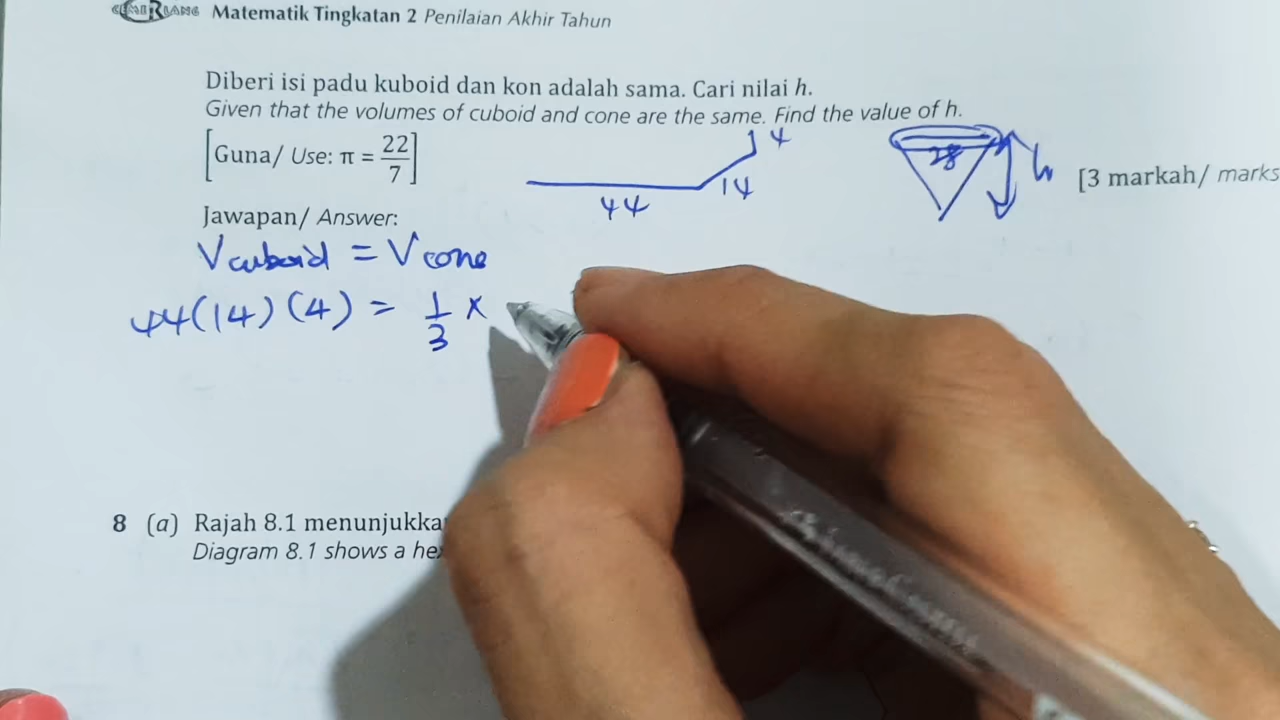 CEMERLANG Matematik Tingkatan 2 Penilaian Akhir Tahun
Diberi isi padu kuboid dan kon adalah sama. Cari nilai h.
Given that the volumes of cuboid and cone are the same. Find the value of h.
[Guna/ Use: π = 22/7]
44 14 4
28 h
[3 markah/ marks
Jawapan/ Answer:
Vcuboid = Vcone
44(14)(4) = 1/3 ×
8 (a) Rajah 8.1 menunjukka
Diagram 8.1 shows a he